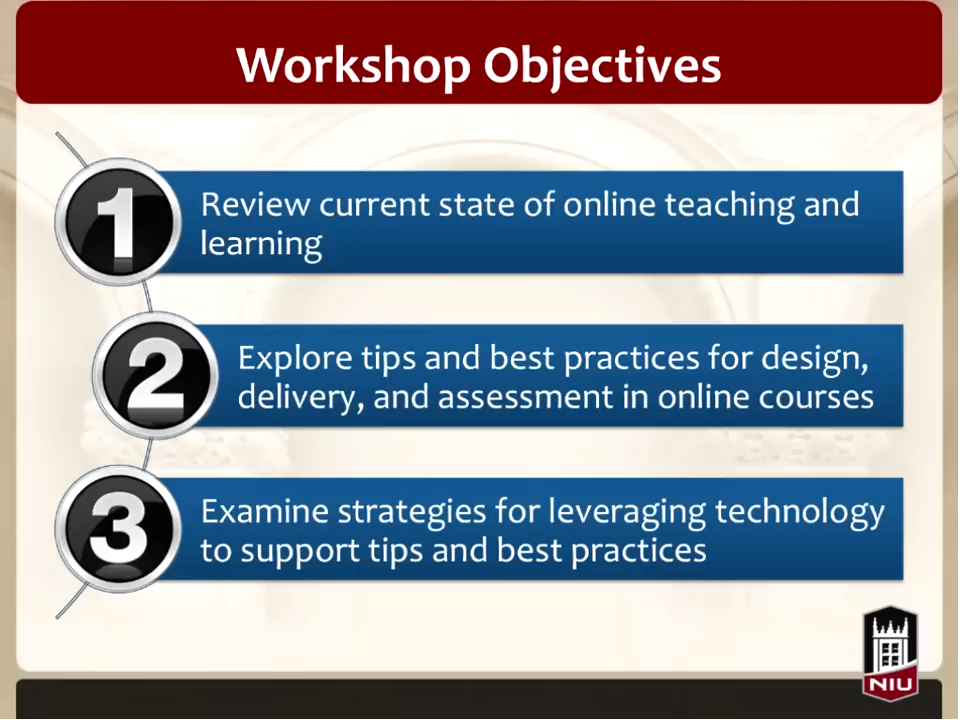 Workshop Objectives
1
Review current state of online teaching and
learning
2
Explore tips and best practices for design,
delivery, and assessment in online courses
3
Examine strategies for leveraging technology
to support tips and best practices
NIU